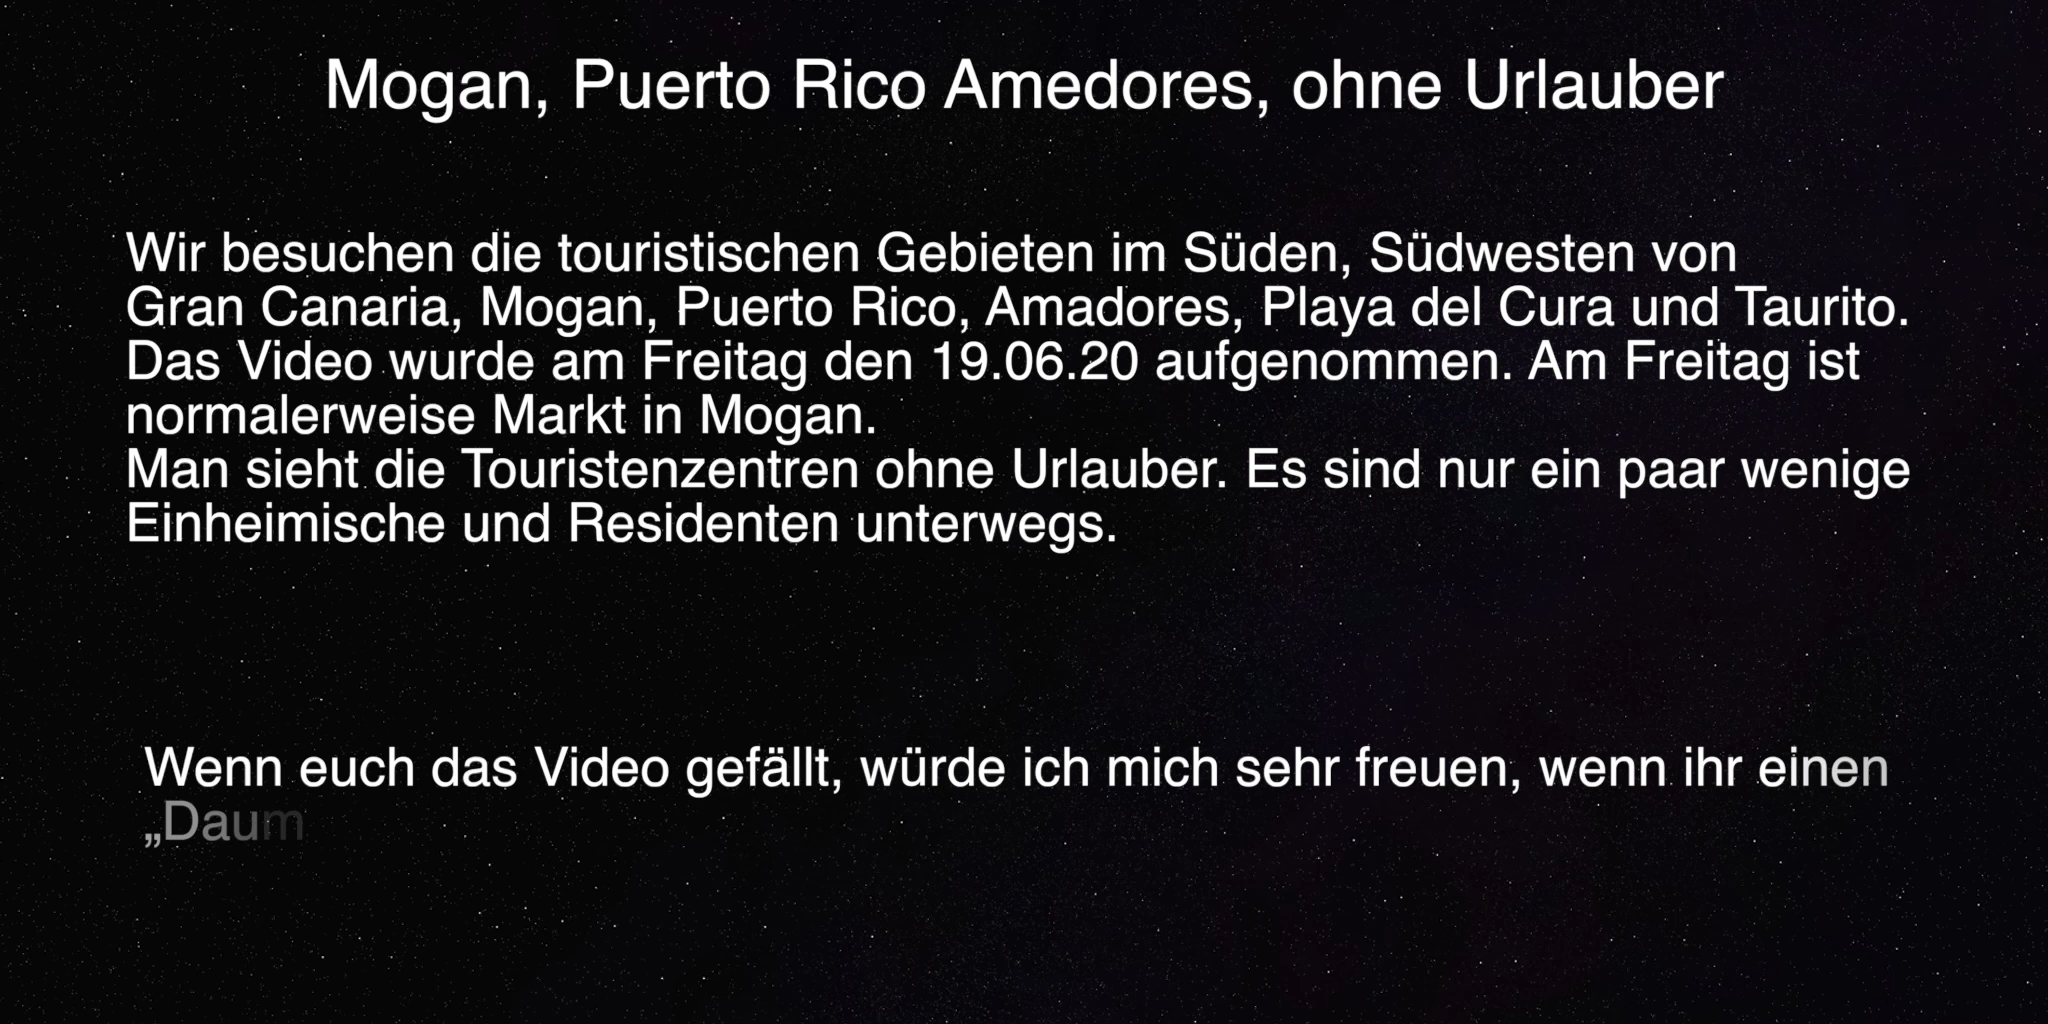 Mogan, Puerto Rico Amedores, ohne Urlauber
Wir besuchen die touristischen Gebieten im Süden, Südwesten von
Gran Canaria, Mogan, Puerto Rico, Amadores, Playa del Cura und Taurito.
Das Video wurde am Freitag den 19.06.20 aufgenommen. Am Freitag ist
normalerweise Markt in Mogan.
Man sieht die Touristenzentren ohne Urlauber. Es sind nur ein paar wenige
Einheimische und Residenten unterwegs.
Wenn euch das Video gefällt, würde ich mich sehr freuen, wenn ihr einen
„Daum